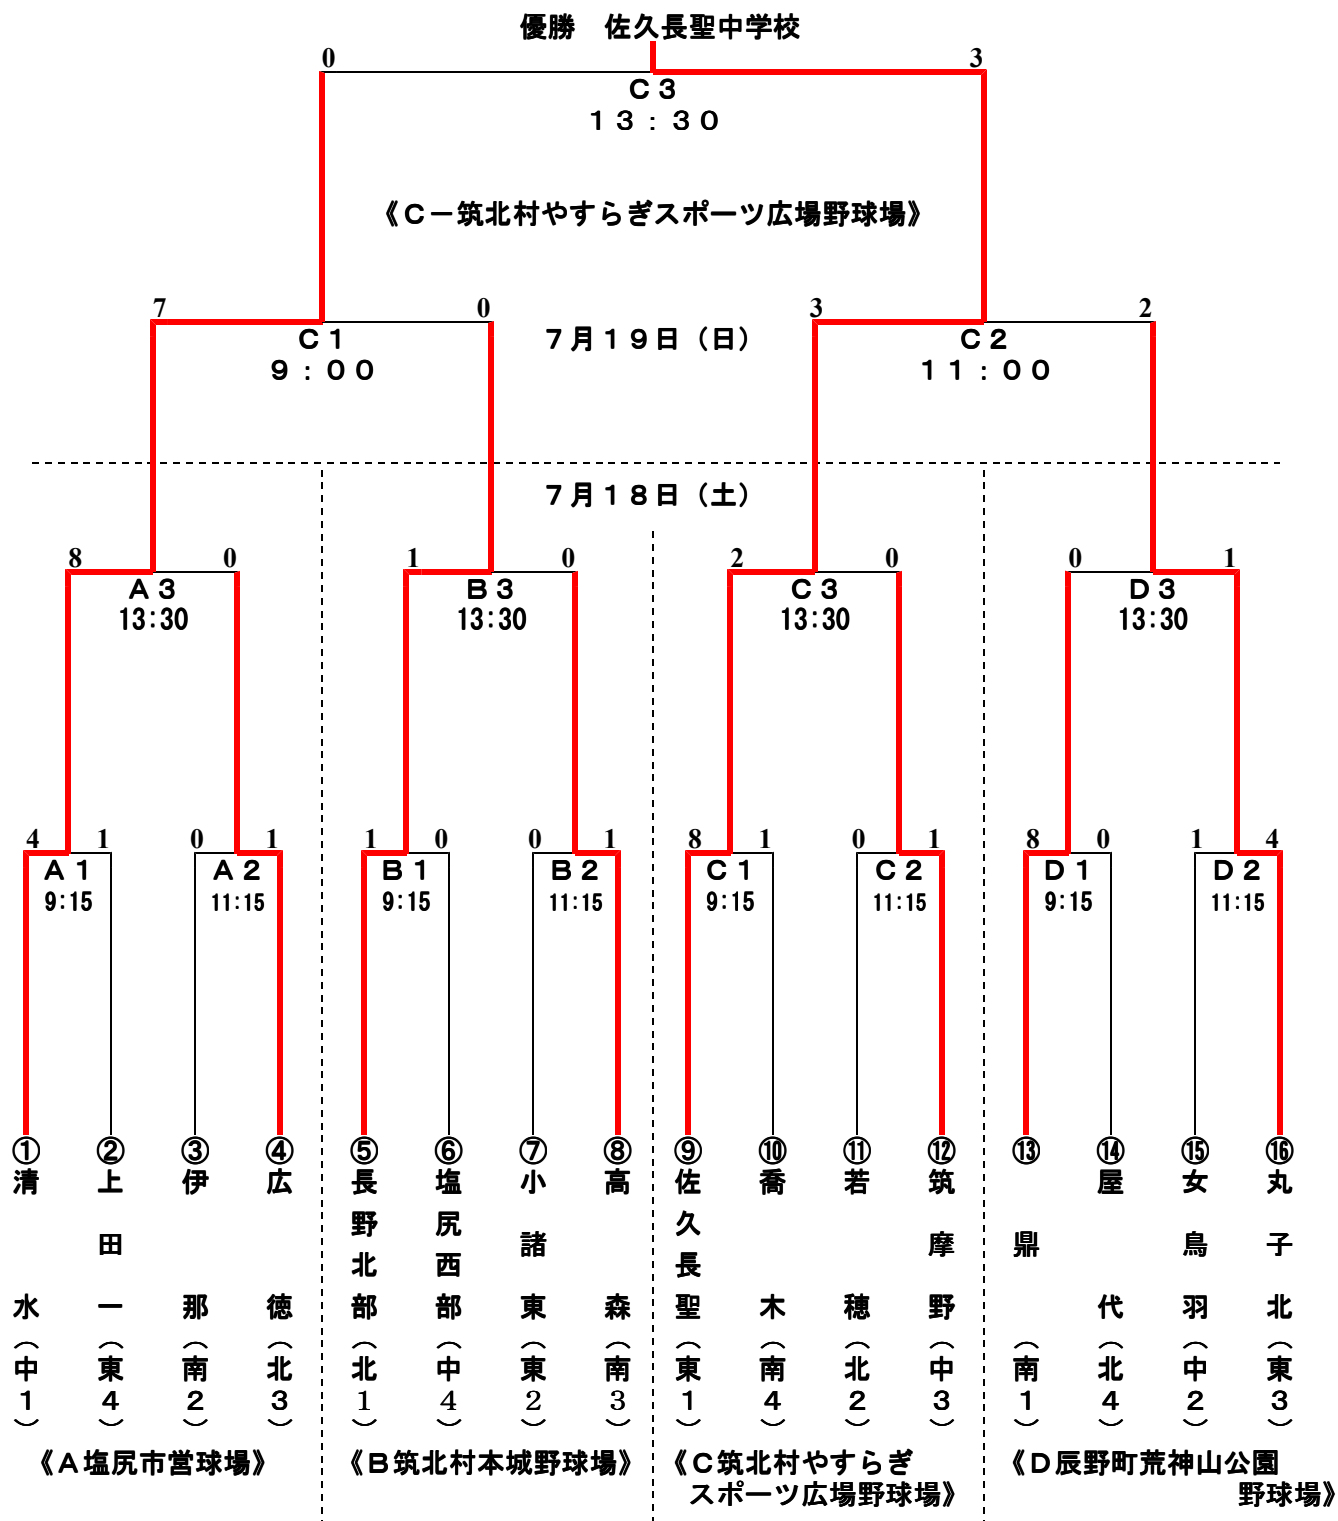 優勝　佐久長聖中学校
0 3
Ｃ３
１３：３０
《Ｃ－筑北村やすらぎスポーツ広場野球場》
7 0 3 2
Ｃ１ ７月１９日（日） Ｃ２
９：００ １１：００
７月１８日（土）
8 0 1 0 2 0 0 1
Ａ３ Ｂ３ Ｃ３ Ｄ３
13:30 13:30 13:30 13:30
4 1 0 1 1 0 0 1 8 1 0 1 8 0 1 4
Ａ１ Ａ２ Ｂ１ Ｂ２ Ｃ１ Ｃ２ Ｄ１ Ｄ２
9:15 11:15 9:15 11:15 9:15 11:15 9:15 11:15
①清水（中１）
②上田一（東４）
③伊那（南２）
④広徳（北３）
⑤長野北部（北１）
⑥塩尻西部（中４）
⑦小諸東（東２）
⑧高森（南３）
⑨佐久長聖（東１）
⑩喬木（南４）
⑪若穂（北２）
⑫筑摩野（中３）
⑬鼎（南１）
⑭屋代（北４）
⑮女鳥羽（中２）
⑯丸子北（東３）
《Ａ塩尻市営球場》
《Ｂ筑北村本城野球場》
《Ｃ筑北村やすらぎ
スポーツ広場野球場》
《Ｄ辰野町荒神山公園
野球場》